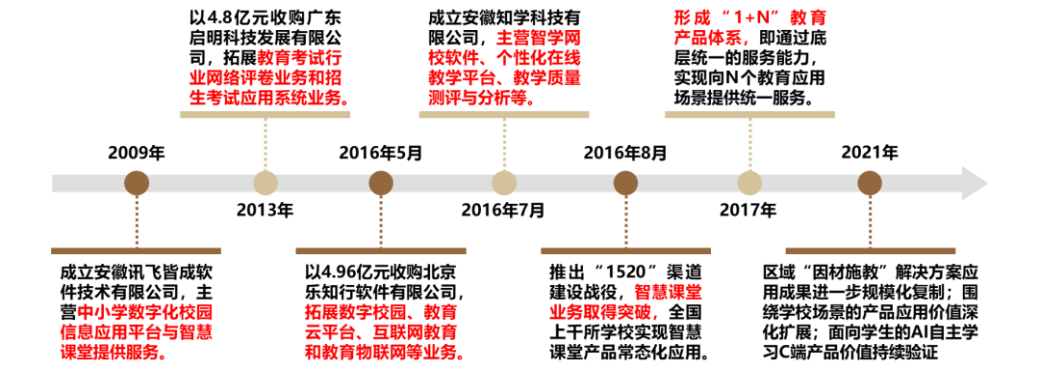 以4.8亿元收购广东
启明科技发展有限公
司，拓展教育考试行
业网络评卷业务和招
生考试应用系统业务。
成立安徽知学科技有
限公司，主营智学网
校软件、个性化在线
教学平台、教学质量
测评与分析等。
形成“1+N”教育
产品体系，即通过底
层统一的服务能力，
实现向N个教育应用
场景提供统一服务。
2009年
2016年5月
2016年8月
2021年
2013年
2016年7月
2017年
成立安徽讯飞皆成软
件技术有限公司，主
营中小学数字化校园
信息应用平台与智慧
课堂提供服务。
以4.96亿元收购北京
乐知行软件有限公司，
拓展数字校园、教育
云平台、互联网教育
和教育物联网等业务。
推出“1520”渠道
建设战役，智慧课堂
业务取得突破，全国
上千所学校实现智慧
课堂产品常态化应用。
区域“因材施教”解决方案应
用成果进一步规模化复制；围
绕学校场景的产品应用价值深
化扩展；面向学生的AI自主学
习C端产品价值持续验证